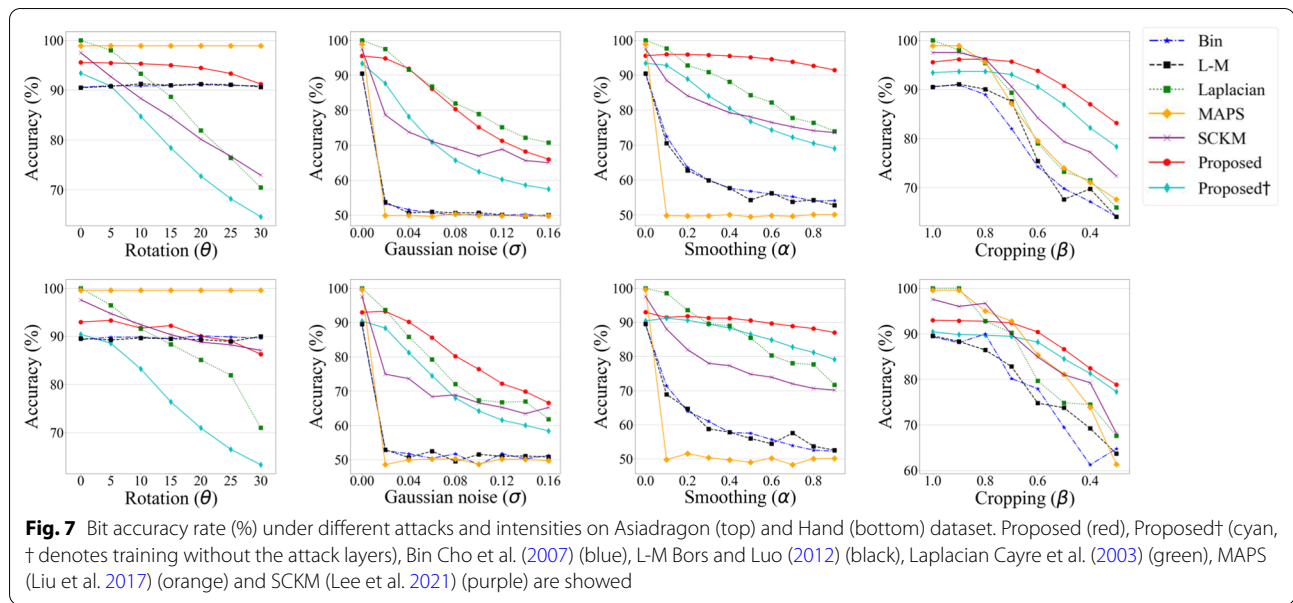 100
90
80
70
Accuracy (%)
0 5 10 15 20 25 30
Rotation (θ)
100
90
80
70
60
50
Accuracy (%)
0.00 0.04 0.08 0.12 0.16
Gaussian noise (σ)
100
90
80
70
60
50
Accuracy (%)
0.0 0.2 0.4 0.6 0.8
Smoothing (α)
100
90
80
70
Accuracy (%)
1.0 0.8 0.6 0.4
Cropping (β)
Bin
L-M
Laplacian
MAPS
SCKM
Proposed
Proposed†
100
90
80
70
Accuracy (%)
0 5 10 15 20 25 30
Rotation (θ)
100
90
80
70
60
50
Accuracy (%)
0.00 0.04 0.08 0.12 0.16
Gaussian noise (σ)
100
90
80
70
60
50
Accuracy (%)
0.0 0.2 0.4 0.6 0.8
Smoothing (α)
100
90
80
70
60
Accuracy (%)
1.0 0.8 0.6 0.4
Cropping (β)
Fig. 7 Bit accuracy rate (%) under different attacks and intensities on Asiadragon (top) and Hand (bottom) dataset. Proposed (red), Proposed† (cyan,
† denotes training without the attack layers), Bin Cho et al. (2007) (blue), L-M Bors and Luo (2012) (black), Laplacian Cayre et al. (2003) (green), MAPS
(Liu et al. 2017) (orange) and SCKM (Lee et al. 2021) (purple) are showed